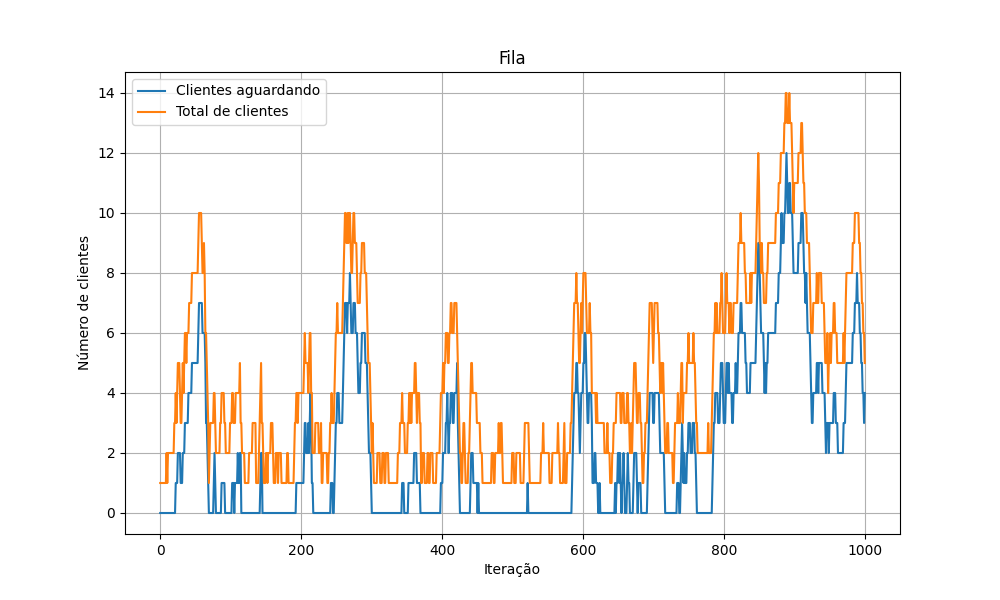 Fila
Clientes aguardando
Total de clientes
Número de clientes
14
12
10
8
6
4
2
0
0 200 400 600 800 1000
Iteração